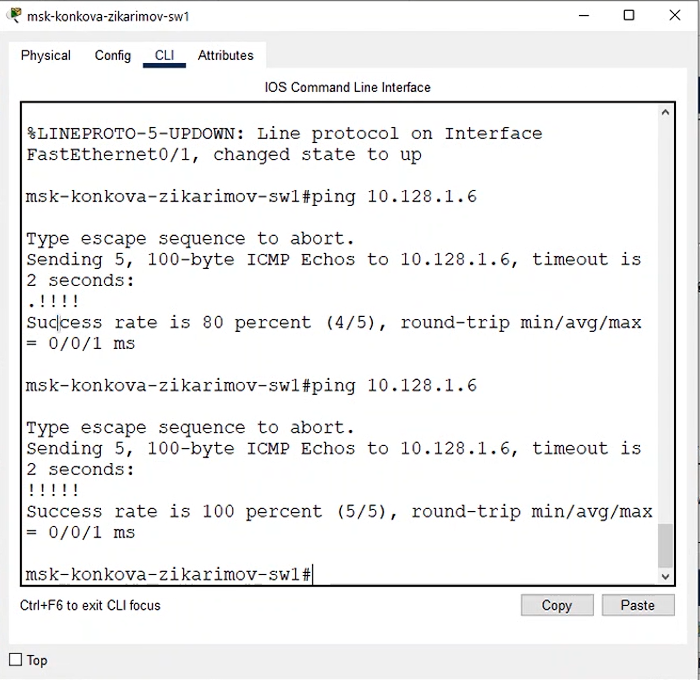 msk-konkova-zikarimov-sw1
Physical Config CLI Attributes
IOS Command Line Interface
%LINEPROTO-5-UPDOWN: Line protocol on Interface
FastEthernet0/1, changed state to up
msk-konkova-zikarimov-sw1#ping 10.128.1.6
Type escape sequence to abort.
Sending 5, 100-byte ICMP Echos to 10.128.1.6, timeout is
2 seconds:
.!!!!
Success rate is 80 percent (4/5), round-trip min/avg/max
= 0/0/1 ms
msk-konkova-zikarimov-sw1#ping 10.128.1.6
Type escape sequence to abort.
Sending 5, 100-byte ICMP Echos to 10.128.1.6, timeout is
2 seconds:
!!!!!
Success rate is 100 percent (5/5), round-trip min/avg/max
= 0/0/1 ms
msk-konkova-zikarimov-sw1#
Ctrl+F6 to exit CLI focus
Copy Paste
Top